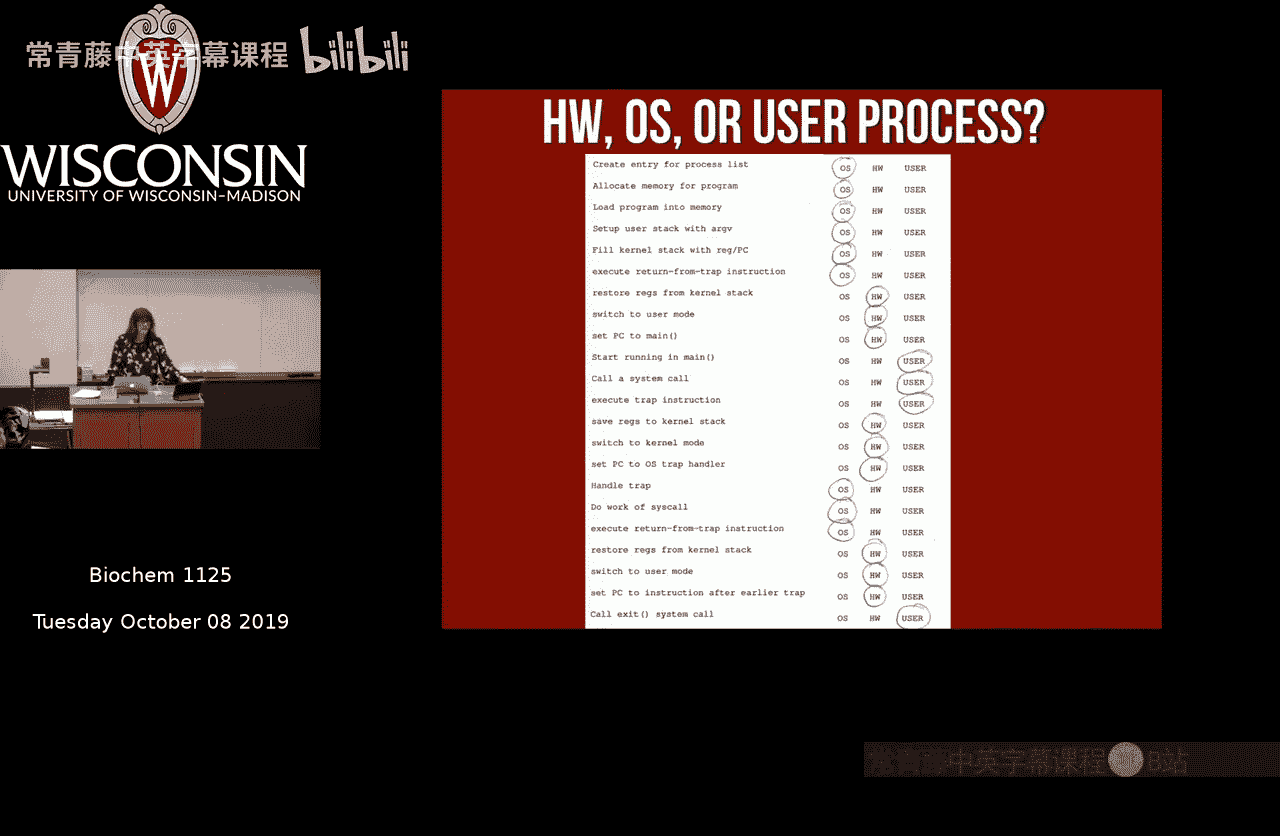 常青藤中英字幕课程 bilibili
W
WISCONSIN
UNIVERSITY OF WISCONSIN-MADISON
Biochem 1125
Tuesday October 08 2019
HW, OS, OR USER PROCESS?
Create entry for process list OS HW USER
Allocate memory for program OS HW USER
Load program into memory OS HW USER
Setup user stack with argv OS HW USER
Fill kernel stack with reg/PC OS HW USER
execute return-from-trap instruction OS HW USER
restore regs from kernel stack OS HW USER
switch to user mode OS HW USER
set PC to main() OS HW USER
Start running in main() OS HW USER
Call a system call OS HW USER
execute trap instruction OS HW USER
save regs to kernel stack OS HW USER
switch to kernel mode OS HW USER
set PC to OS trap handler OS HW USER
Handle trap OS HW USER
Do work of syscall OS HW USER
execute return-from-trap instruction OS HW USER
restore regs from kernel stack OS HW USER
switch to user mode OS HW USER
set PC to instruction after earlier trap OS HW USER
Call exit() system call OS HW USER
中英字幕课程 B站